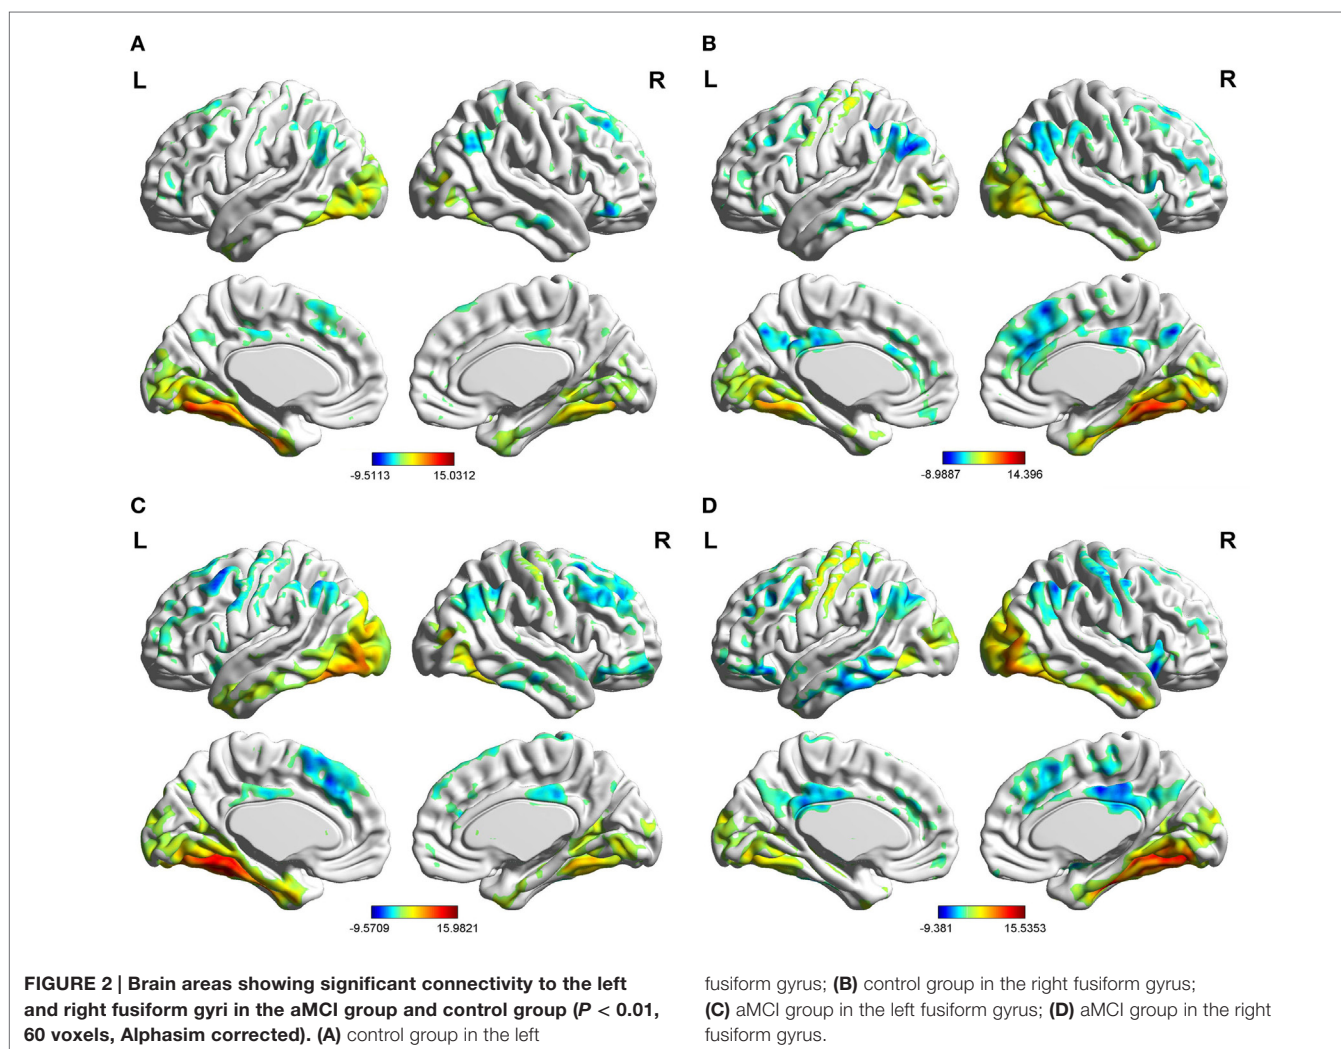 A
B
L
R
L
R
-9.5113
15.0312
-8.9887
14.396
C
D
L
R
L
R
-9.5709
15.9821
-9.381
15.5353
FIGURE 2 | Brain areas showing significant connectivity to the left
and right fusiform gyri in the aMCI group and control group (P < 0.01,
60 voxels, Alphasim corrected). (A) control group in the left
fusiform gyrus; (B) control group in the right fusiform gyrus;
(C) aMCI group in the left fusiform gyrus; (D) aMCI group in the right
fusiform gyrus.